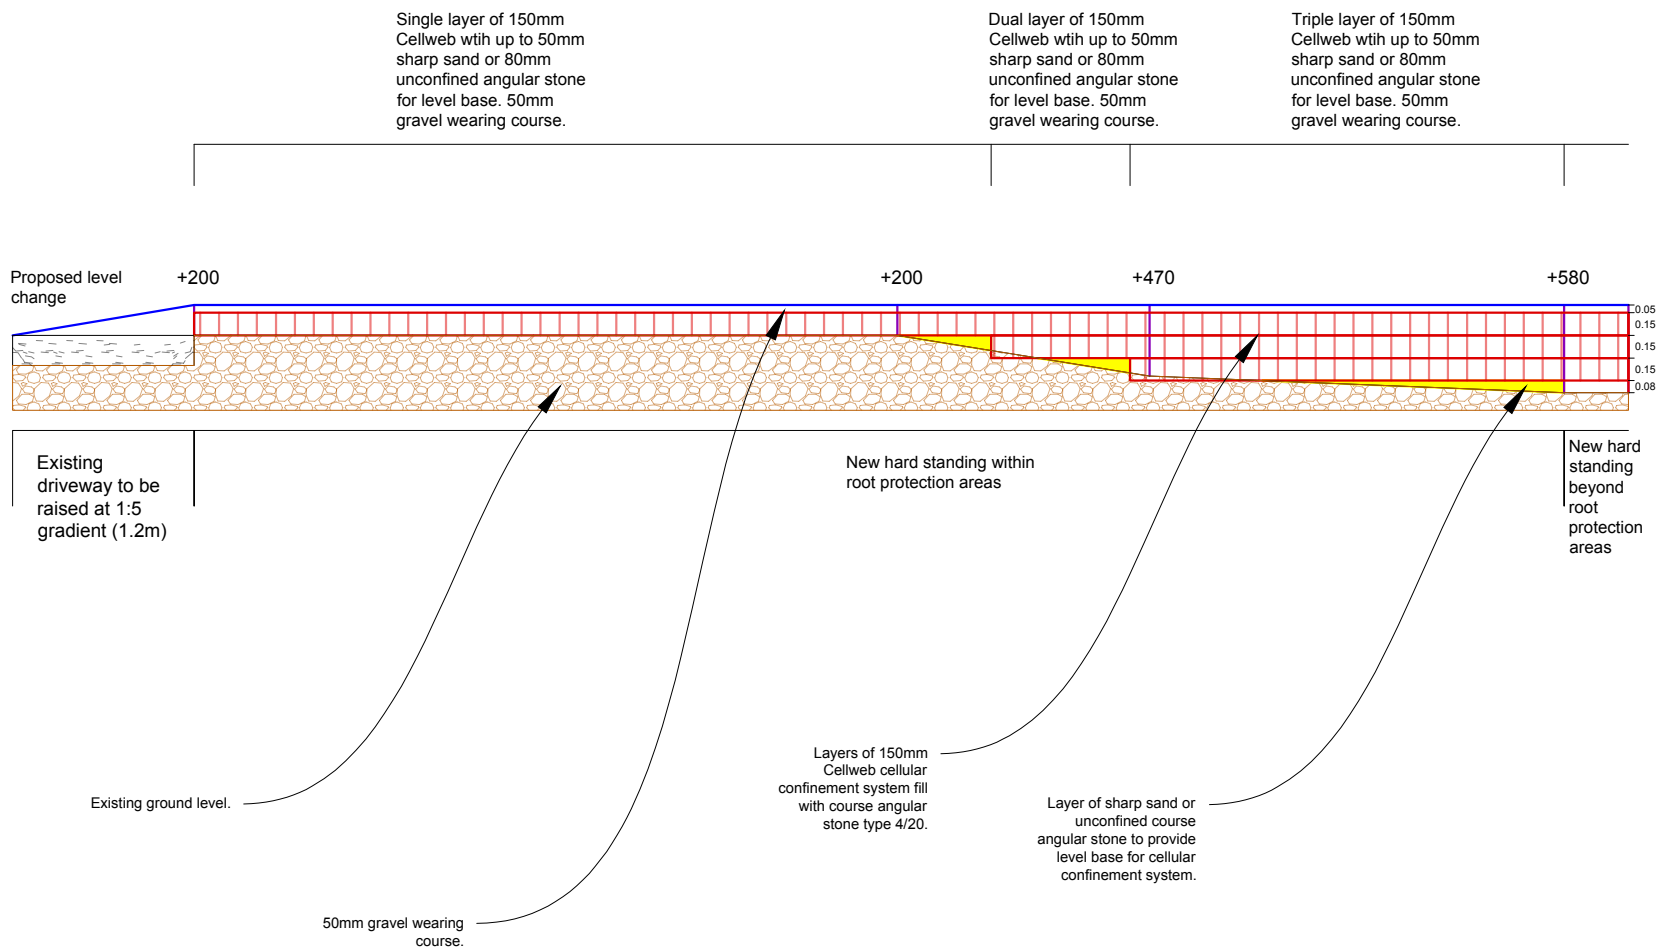 Single layer of 150mm
Cellweb wtih up to 50mm
sharp sand or 80mm
unconfined angular stone
for level base. 50mm
gravel wearing course.
Dual layer of 150mm
Cellweb wtih up to 50mm
sharp sand or 80mm
unconfined angular stone
for level base. 50mm
gravel wearing course.
Triple layer of 150mm
Cellweb wtih up to 50mm
sharp sand or 80mm
unconfined angular stone
for level base. 50mm
gravel wearing course.
Proposed level
change
+200
+200
+470
+580
0.05
0.15
0.15
0.15
0.08
Existing
driveway to be
raised at 1:5
gradient (1.2m)
New hard standing within
root protection areas
New hard
standing
beyond
root
protection
areas
Existing ground level.
50mm gravel wearing
course.
Layers of 150mm
Cellweb cellular
confinement system fill
with course angular
stone type 4/20.
Layer of sharp sand or
unconfined course
angular stone to provide
level base for cellular
confinement system.